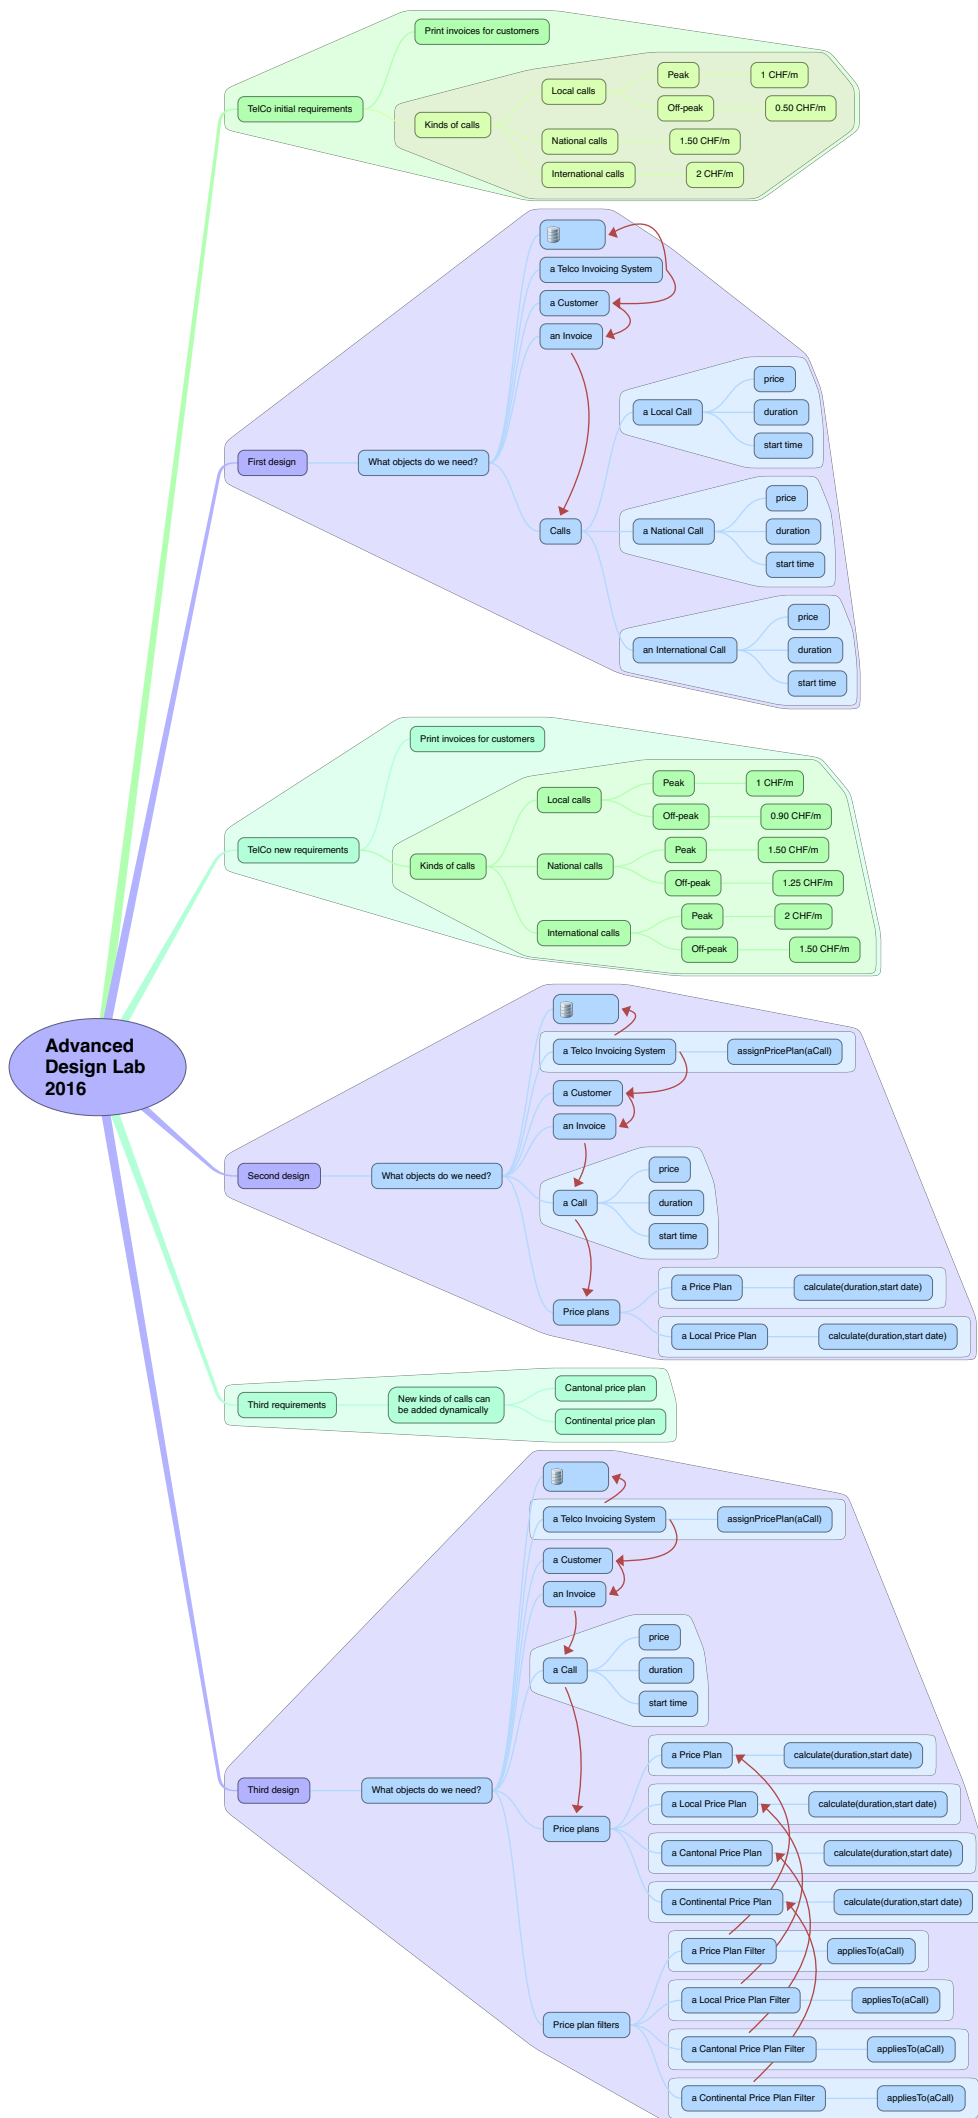 Print invoices for customers
Peak
1 CHF/m
Local calls
Off-peak
0.50 CHF/m
TelCo initial requirements
Kinds of calls
National calls
1.50 CHF/m
International calls
2 CHF/m
a Telco Invoicing System
a Customer
an Invoice
price
a Local Call
duration
start time
First design
What objects do we need?
price
Calls
a National Call
duration
start time
price
an International Call
duration
start time
Print invoices for customers
Peak
1 CHF/m
Local calls
Off-peak
0.90 CHF/m
TelCo new requirements
Kinds of calls
National calls
Peak
1.50 CHF/m
Off-peak
1.25 CHF/m
Peak
2 CHF/m
International calls
Off-peak
1.50 CHF/m
Advanced
Design Lab
2016
a Telco Invoicing System
assignPricePlan(aCall)
a Customer
an Invoice
Second design
What objects do we need?
price
a Call
duration
start time
a Price Plan
calculate(duration,start date)
Price plans
a Local Price Plan
calculate(duration,start date)
Third requirements
New kinds of calls can
be added dynamically
Cantonal price plan
Continental price plan
a Telco Invoicing System
assignPricePlan(aCall)
a Customer
an Invoice
price
a Call
duration
start time
Third design
What objects do we need?
a Price Plan
calculate(duration,start date)
a Local Price Plan
calculate(duration,start date)
Price plans
a Cantonal Price Plan
calculate(duration,start date)
a Continental Price Plan
calculate(duration,start date)
a Price Plan Filter
appliesTo(aCall)
a Local Price Plan Filter
appliesTo(aCall)
Price plan filters
a Cantonal Price Plan Filter
appliesTo(aCall)
a Continental Price Plan Filter
appliesTo(aCall)